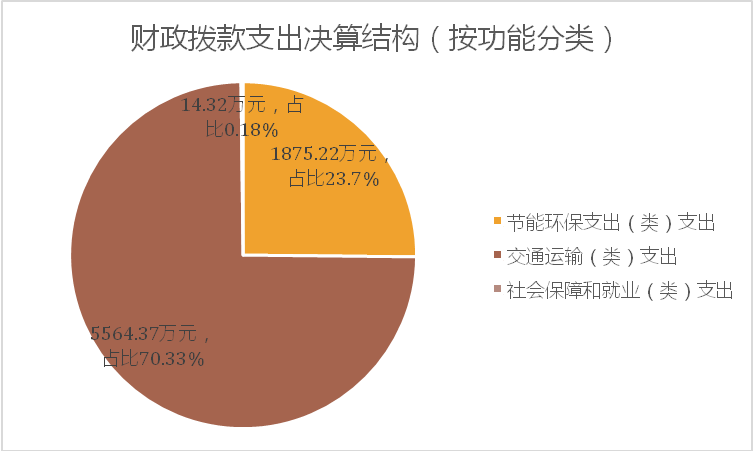 财政拨款支出决算结构（按功能分类）
14.32万元，占
比0.18%
1875.22万元，
占比23.7%
5564.37万元，
占比70.33%
节能环保支出（类）支出
交通运输（类）支出
社会保障和就业（类）支出